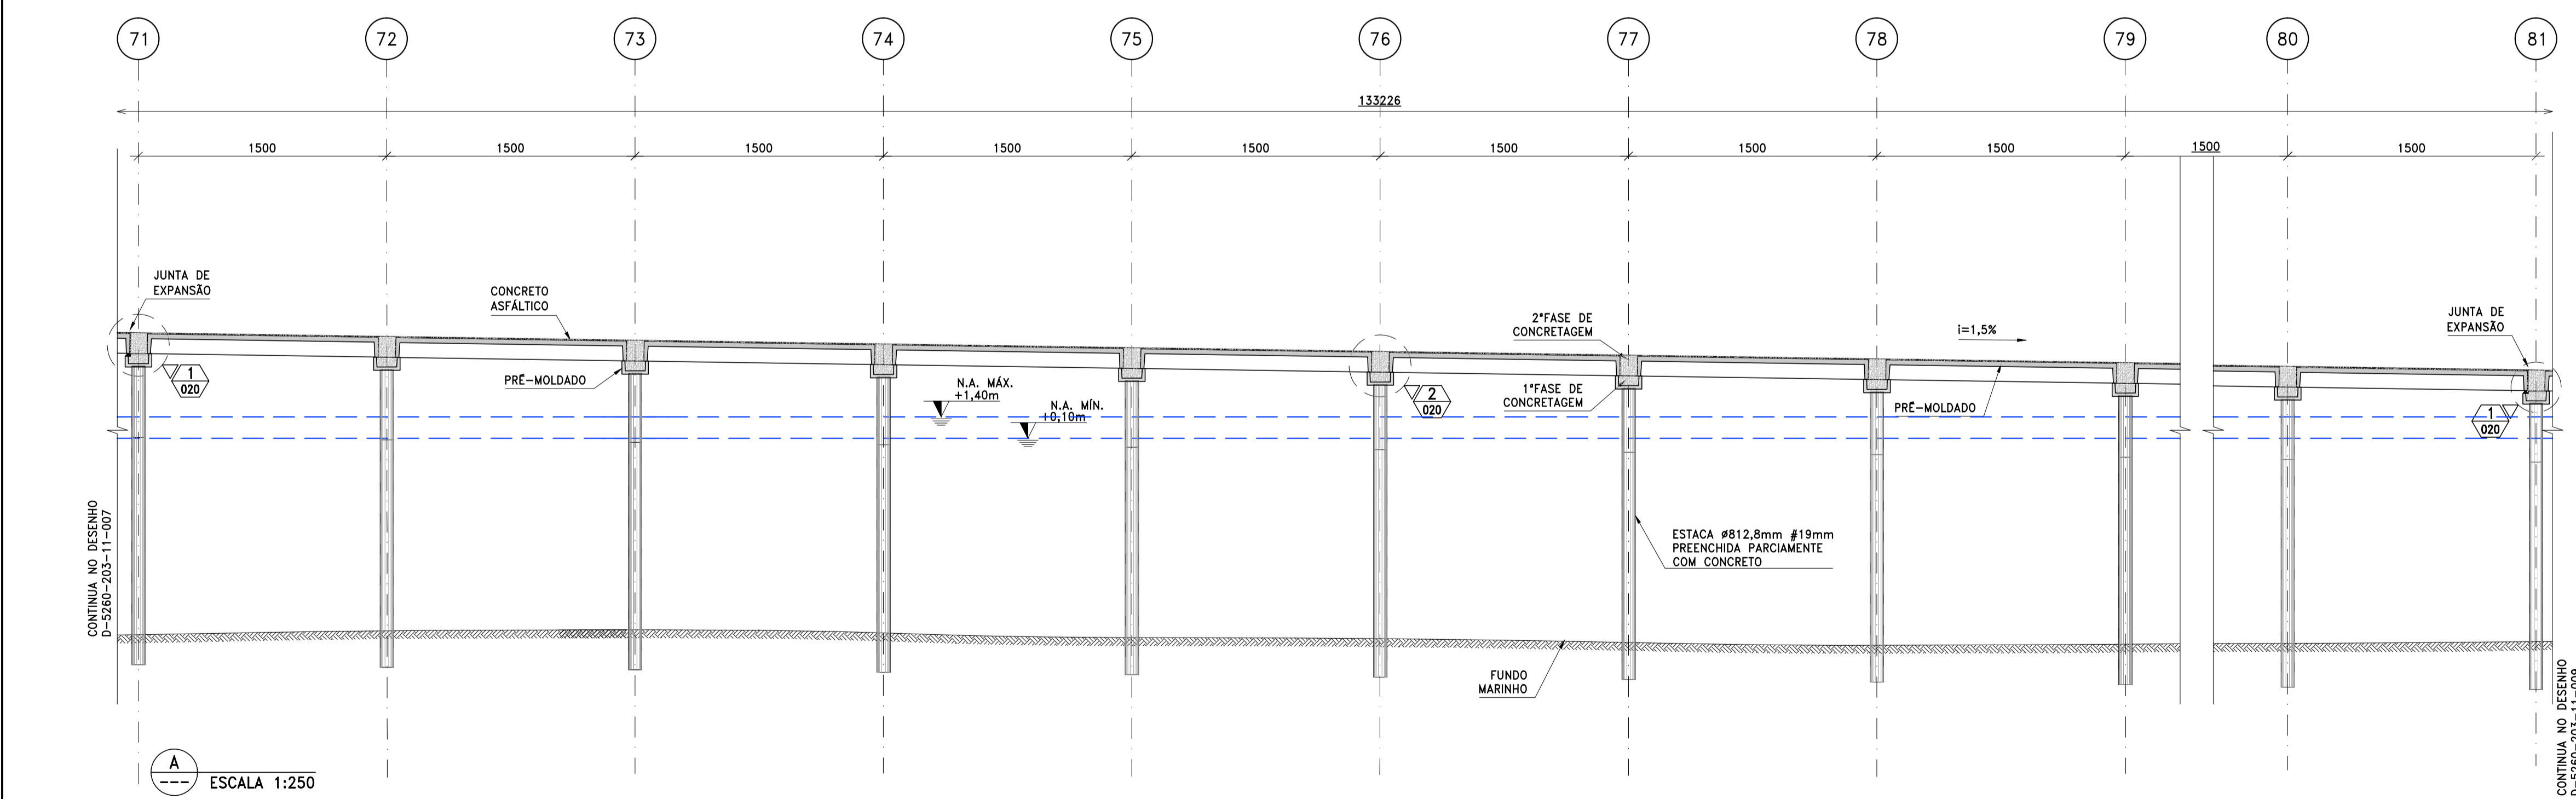 71 72 73 74 75 76 77 78 79 80 81
133226
1500 1500 1500 1500 1500 1500 1500 1500 1500 1500
JUNTA DE
EXPANSÃO
CONCRETO
ASFÁLTICO
2ªFASE DE
CONCRETAGEM
i=1,5%
JUNTA DE
EXPANSÃO
1
020
PRÉ-MOLDADO
N.A. MÁX.
+1,40m
N.A. MÍN.
+0,10m
2
020
1ªFASE DE
CONCRETAGEM
PRÉ-MOLDADO
1
020
CONTINUA NO DESENHO
D-5260-203-11-007
ESTACA ø812,8mm #19mm
PREENCHIDA PARCIAMENTE
COM CONCRETO
FUNDO
MARINHO
CONTINUA NO DESENHO
D-5260-203-11-009
A
---
ESCALA 1:250